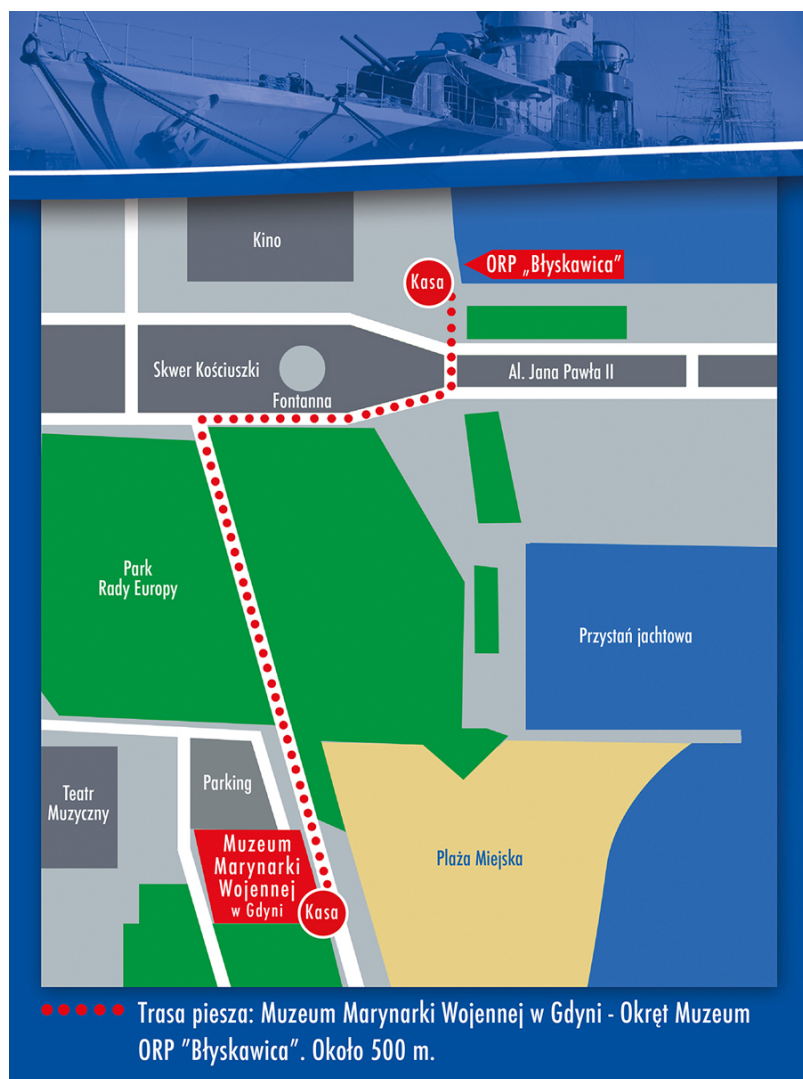 Kino
ORP „Błyskawica”
Kasa
Skwer Kościuszki
Al. Jana Pawła II
Fontanna
Park
Rady Europy
Przystań jachtowa
Teatr
Muzyczny
Parking
Muzeum
Marynarki
Wojennej
w Gdyni
Kasa
Plaża Miejska
Trasa piesza: Muzeum Marynarki Wojennej w Gdyni - Okręt Muzeum
ORP ”Błyskawica”. Około 500 m.